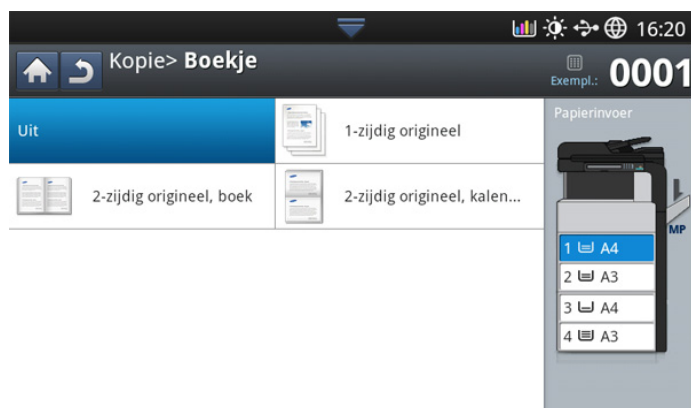 16:20
Kopie> Boekje
Exempl.: 0001
Uit
1-zijdig origineel
2-zijdig origineel, boek
2-zijdig origineel, kalen...
Papierinvoer
MP
1 A4
2 A3
3 A4
4 A3